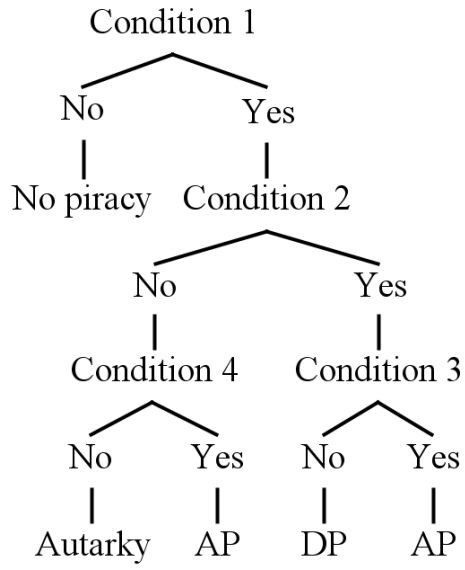 Condition 1
No Yes
No piracy Condition 2
No Yes
Condition 4 Condition 3
No Yes No Yes
Autarky AP DP AP